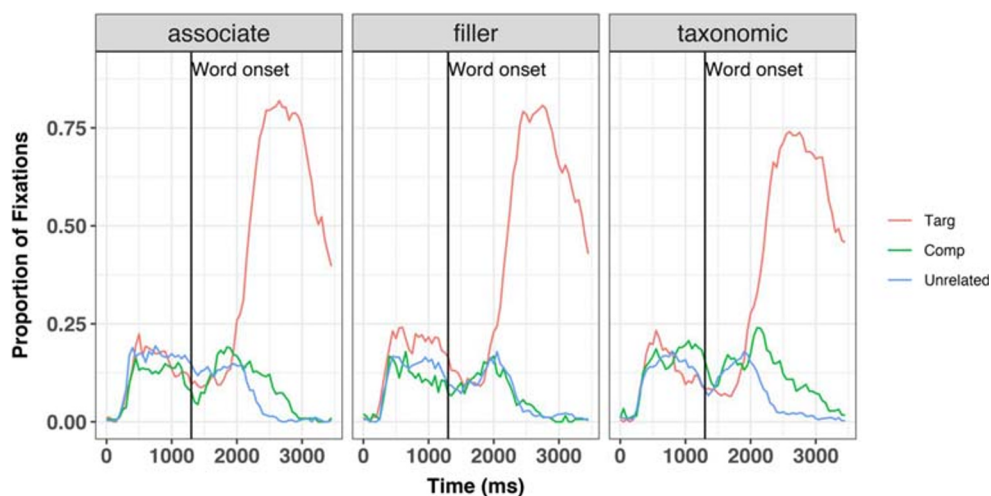 associate
filler
taxonomic
Word onset
Word onset
Word onset
Proportion of Fixations
0.75
0.50
0.25
0.00
0 1000 2000 3000
0 1000 2000 3000
0 1000 2000 3000
Time (ms)
Targ
Comp
Unrelated